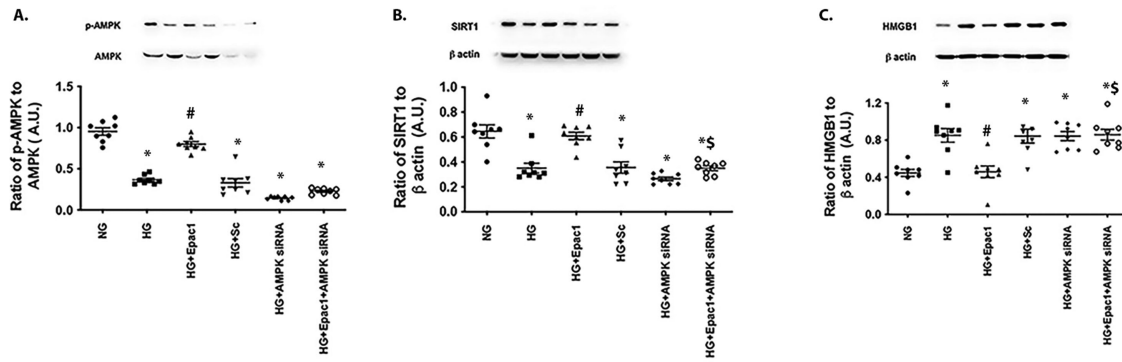 A.
p-AMPK
AMPK
Ratio of p-AMPK to
AMPK ( A.U.)
1.5
1.0
0.5
0.0
*
#
*
*
*
NG
HG
HG+Epac1
HG+Sc
HG+AMPK siRNA
HG+Epac1+AMPK siRNA
B.
SIRT1
β actin
Ratio of SIRT1 to
β actin (A.U.)
1.0
0.8
0.6
0.4
0.2
0.0
*
#
*
*
*$
NG
HG
HG+Epac1
HG+Sc
HG+AMPK siRNA
HG+Epac1+AMPK siRNA
C.
HMGB1
β actin
Ratio of HMGB1 to
β actin (A.U.)
1.2
0.8
0.4
0.0
*
#
*
*
*$
NG
HG
HG+Epac1
HG+Sc
HG+AMPK siRNA
HG+Epac1+AMPK siRNA